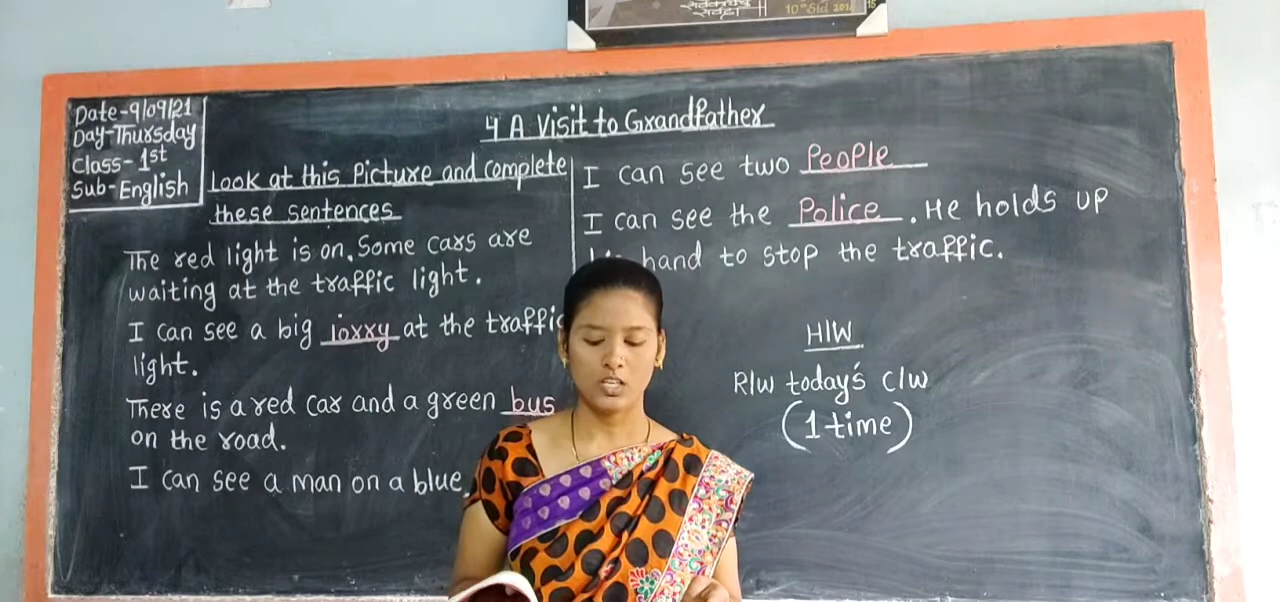 10th Std 201 15
Date-9/09/21
Day-Thursday
Class-1st
Sub-English
4 A Visit to Grandfather
Look at this Picture and complete
these sentences
The red light is on. Some cars are
waiting at the traffic light.
I can see a big ioxxy at the traffic
light.
There is a red car and a green bus
on the road.
I can see a man on a blue
I can see two People
I can see the Police. He holds up
hand to stop the traffic.
H/W
R/w today's c/w
(1 time)